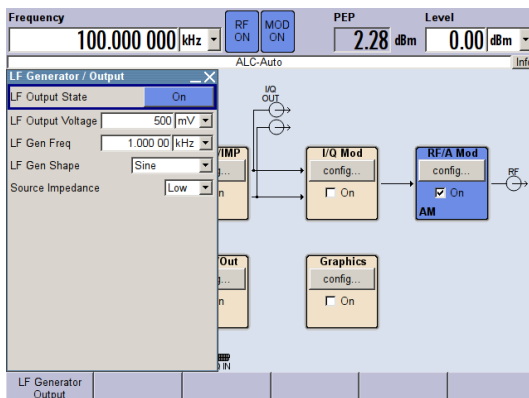 Frequency
RF ON
MOD ON
PEP
Level
100.000 000 kHz
2.28 dBm
0.00 dBm
ALC-Auto
Info
LF Generator / Output
LF Output State On
LF Output Voltage 500 mV
LF Gen Freq 1.000 00 kHz
LF Gen Shape Sine
Source Impedance Low
I/Q
OUT
/IMP
I/Q Mod
config...
On
RF/A Mod
config...
On
AM
RF
/Out
Graphics
config...
On
IN
LF Generator
Output